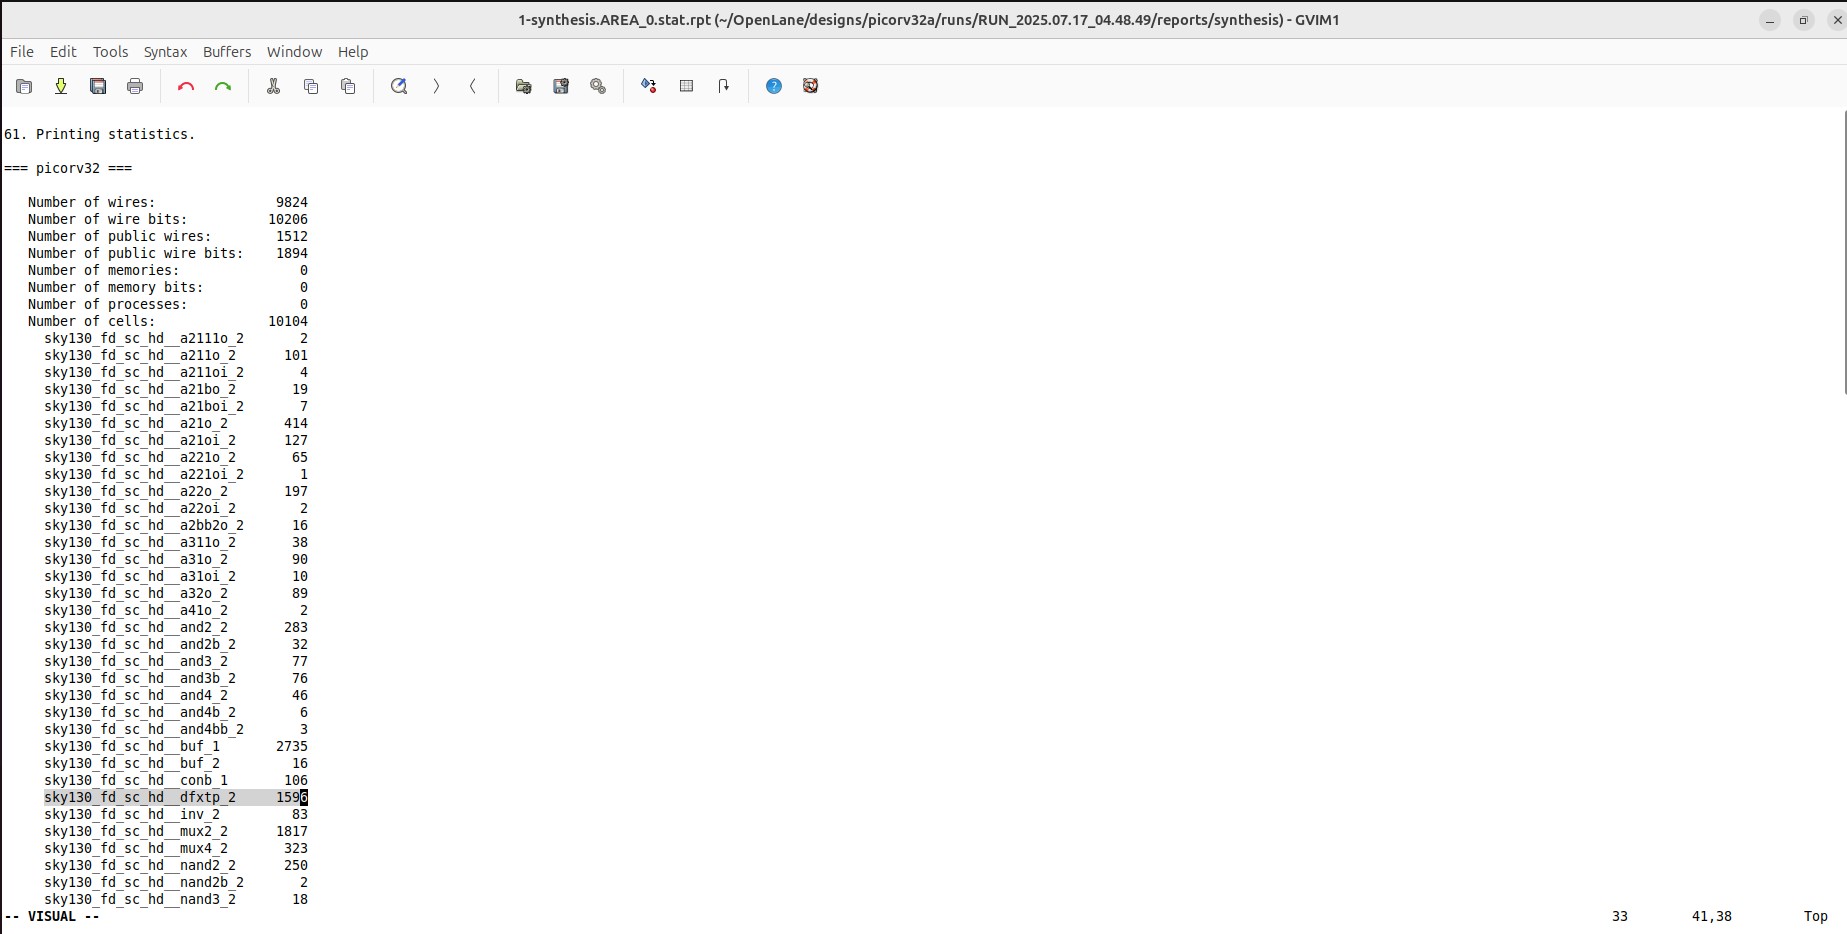 1-synthesis.AREA_0.stat.rpt (~/OpenLane/designs/picorv32a/runs/RUN_2025.07.17_04.48.49/reports/synthesis) - GVIM1
File Edit Tools Syntax Buffers Window Help
61. Printing statistics.
=== picorv32 ===
Number of wires: 9824
Number of wire bits: 10206
Number of public wires: 1512
Number of public wire bits: 1894
Number of memories: 0
Number of memory bits: 0
Number of processes: 0
Number of cells: 10104
sky130_fd_sc_hd__a2111o_2 2
sky130_fd_sc_hd__a211o_2 101
sky130_fd_sc_hd__a211oi_2 4
sky130_fd_sc_hd__a21bo_2 19
sky130_fd_sc_hd__a21boi_2 7
sky130_fd_sc_hd__a21o_2 414
sky130_fd_sc_hd__a21oi_2 127
sky130_fd_sc_hd__a221o_2 65
sky130_fd_sc_hd__a221oi_2 1
sky130_fd_sc_hd__a22o_2 197
sky130_fd_sc_hd__a22oi_2 2
sky130_fd_sc_hd__a2bb2o_2 16
sky130_fd_sc_hd__a311o_2 38
sky130_fd_sc_hd__a31o_2 90
sky130_fd_sc_hd__a31oi_2 10
sky130_fd_sc_hd__a32o_2 89
sky130_fd_sc_hd__a41o_2 2
sky130_fd_sc_hd__and2_2 283
sky130_fd_sc_hd__and2b_2 32
sky130_fd_sc_hd__and3_2 77
sky130_fd_sc_hd__and3b_2 76
sky130_fd_sc_hd__and4_2 46
sky130_fd_sc_hd__and4b_2 6
sky130_fd_sc_hd__and4bb_2 3
sky130_fd_sc_hd__buf_1 2735
sky130_fd_sc_hd__buf_2 16
sky130_fd_sc_hd__conb_1 106
sky130_fd_sc_hd__dfxtp_2 1596
sky130_fd_sc_hd__inv_2 83
sky130_fd_sc_hd__mux2_2 1817
sky130_fd_sc_hd__mux4_2 323
sky130_fd_sc_hd__nand2_2 250
sky130_fd_sc_hd__nand2b_2 2
sky130_fd_sc_hd__nand3_2 18
-- VISUAL -- 33 41,38 Top